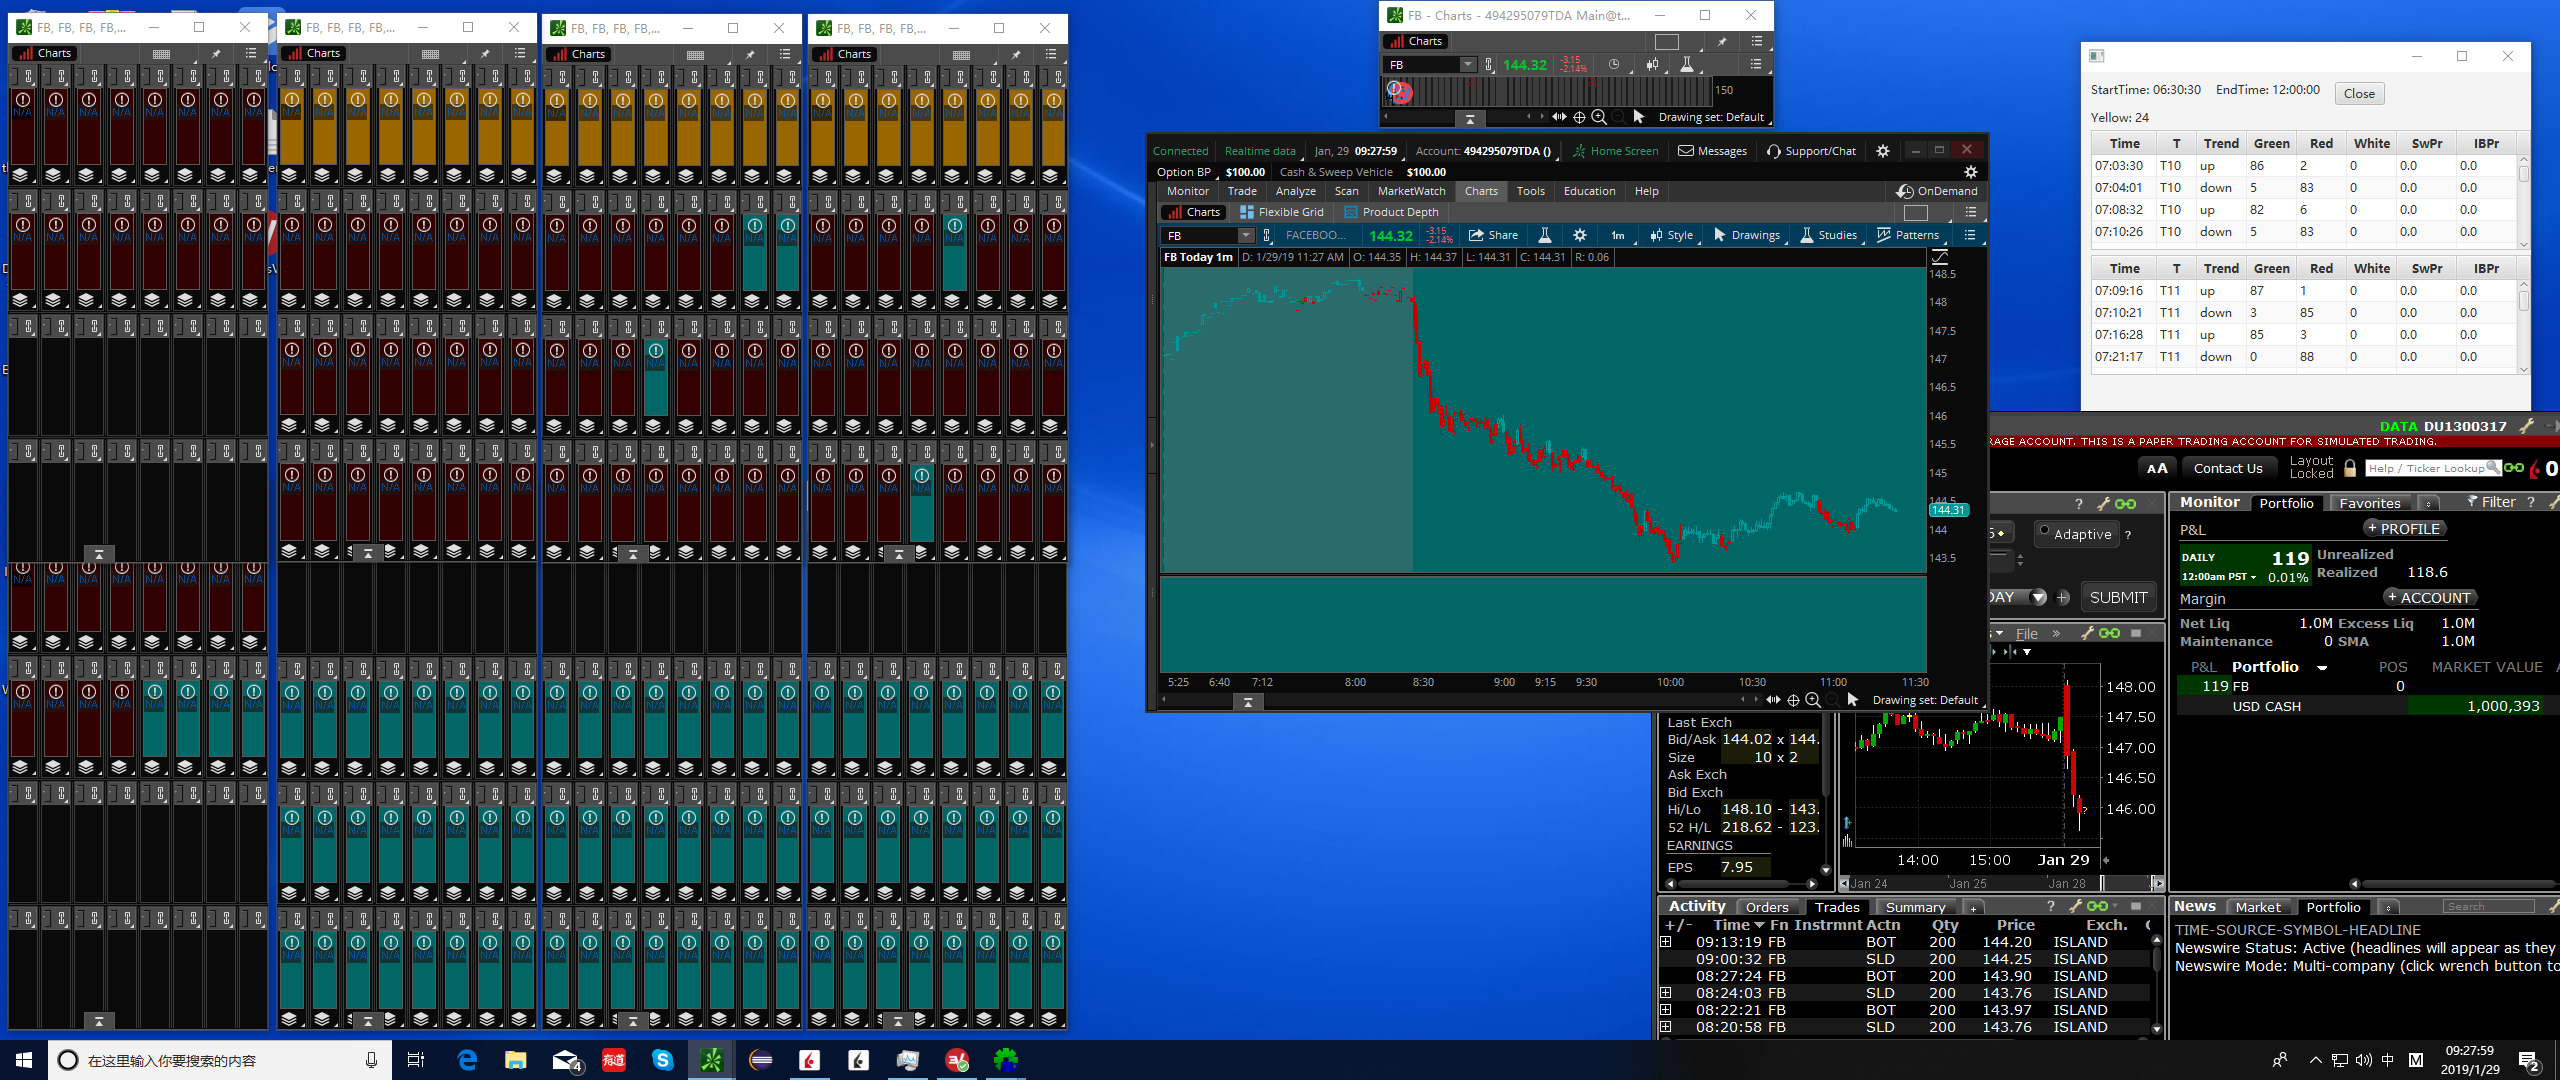 FB, FB, FB, FB,...
Charts
FB, FB, FB, FB,...
Charts
FB, FB, FB, FB,...
Charts
FB, FB, FB, FB,...
Charts
FB - Charts - 494295079TDA Main@t...
Charts
FB 144.32 -3.15 -2.14%
150
Drawing set: Default
Connected Realtime data Jan, 29 09:27:59 Account: 494295079TDA () Home Screen Messages Support/Chat
Option BP $100.00 Cash & Sweep Vehicle $100.00
Monitor Trade Analyze Scan MarketWatch Charts Tools Education Help OnDemand
Charts Flexible Grid Product Depth
FB FACEBOO... 144.32 -3.15 -2.14% Share 1m Style Drawings Studies Patterns
FB Today 1m D: 1/29/19 11:27 AM O: 144.35 H: 144.37 L: 144.31 C: 144.31 R: 0.06
148.5
148
147.5
147
146.5
146
145.5
145
144.5
144.31
144
143.5
5:25 6:40 7:12 8:00 8:30 9:00 9:15 9:30 10:00 10:30 11:00 11:30
Drawing set: Default
StartTime: 06:30:30 EndTime: 12:00:00 Close
Yellow: 24
Time T Trend Green Red White SwPr IBPr
07:03:30 T10 up 86 2 0 0.0 0.0
07:04:01 T10 down 5 83 0 0.0 0.0
07:08:32 T10 up 82 6 0 0.0 0.0
07:10:26 T10 down 5 83 0 0.0 0.0
Time T Trend Green Red White SwPr IBPr
07:09:16 T11 up 87 1 0 0.0 0.0
07:10:21 T11 down 3 85 0 0.0 0.0
07:16:28 T11 up 85 3 0 0.0 0.0
07:21:17 T11 down 0 88 0 0.0 0.0
DATA DU1300317
RAGE ACCOUNT. THIS IS A PAPER TRADING ACCOUNT FOR SIMULATED TRADING.
AA Contact Us Layout Locked Help / Ticker Lookup
Monitor Portfolio Favorites Filter ?
Adaptive ?
P&L + PROFILE
DAILY 119 Unrealized
12:00am PST 0.01% Realized 118.6
DAY SUBMIT
Margin + ACCOUNT
Net Liq 1.0M Excess Liq 1.0M
Maintenance 0 SMA 1.0M
File
P&L Portfolio POS MARKET VALUE
119 FB 0
USD CASH 1,000,393
148.00
147.50
147.00
146.50
146.00
14:00 15:00 Jan 29
Jan 24 Jan 25 Jan 28
Last Exch
Bid/Ask 144.02 x 144.
Size 10 x 2
Ask Exch
Bid Exch
Hi/Lo 148.10 - 143.
52 H/L 218.62 - 123.
EARNINGS
EPS 7.95
Activity Orders Trades Summary + ?
+/- Time Fn Instrmnt Actn Qty Price Exch.
09:13:19 FB BOT 200 144.20 ISLAND
09:00:32 FB SLD 200 144.25 ISLAND
08:27:24 FB BOT 200 143.90 ISLAND
08:24:03 FB SLD 200 143.76 ISLAND
08:22:21 FB BOT 200 143.97 ISLAND
08:20:58 FB SLD 200 143.76 ISLAND
News Market Portfolio Search
TIME-SOURCE-SYMBOL-HEADLINE
Newswire Status: Active (headlines will appear as they
Newswire Mode: Multi-company (click wrench button to
在这里输入你要搜索的内容
4
有道
中 M
09:27:59
2019/1/29
2